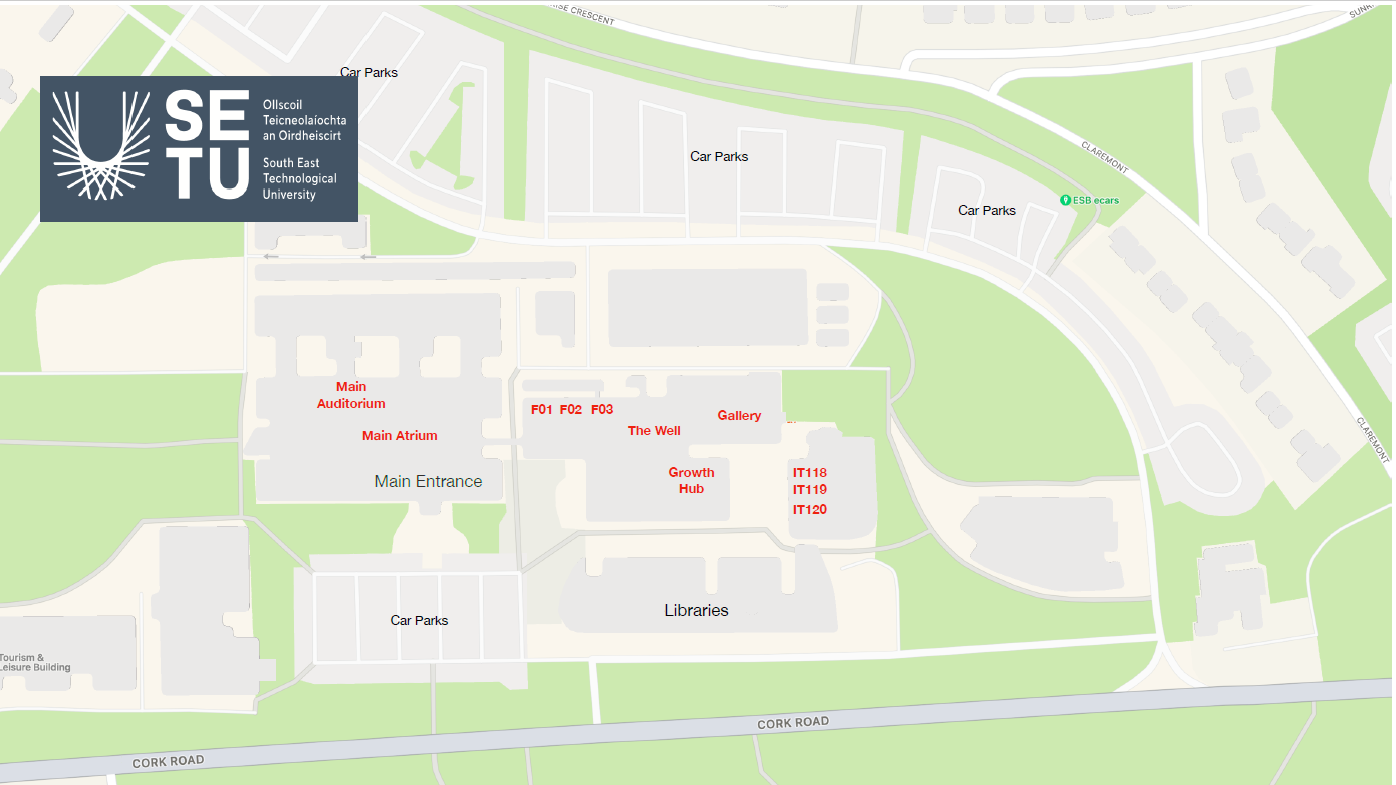 ISE CRESCENT
Car Parks
SE
TU
Ollscoil
Teicneolaíochta
an Oirdheiscirt
South East
Technological
University
Car Parks
CLAREMONT
Car Parks
ESB ecars
Main
Auditorium
Main Atrium
Main Entrance
F01 F02 F03
The Well
Gallery
Growth
Hub
IT118
IT119
IT120
CLAREMONT
Car Parks
Libraries
Tourism &
Leisure Building
CORK ROAD
CORK ROAD